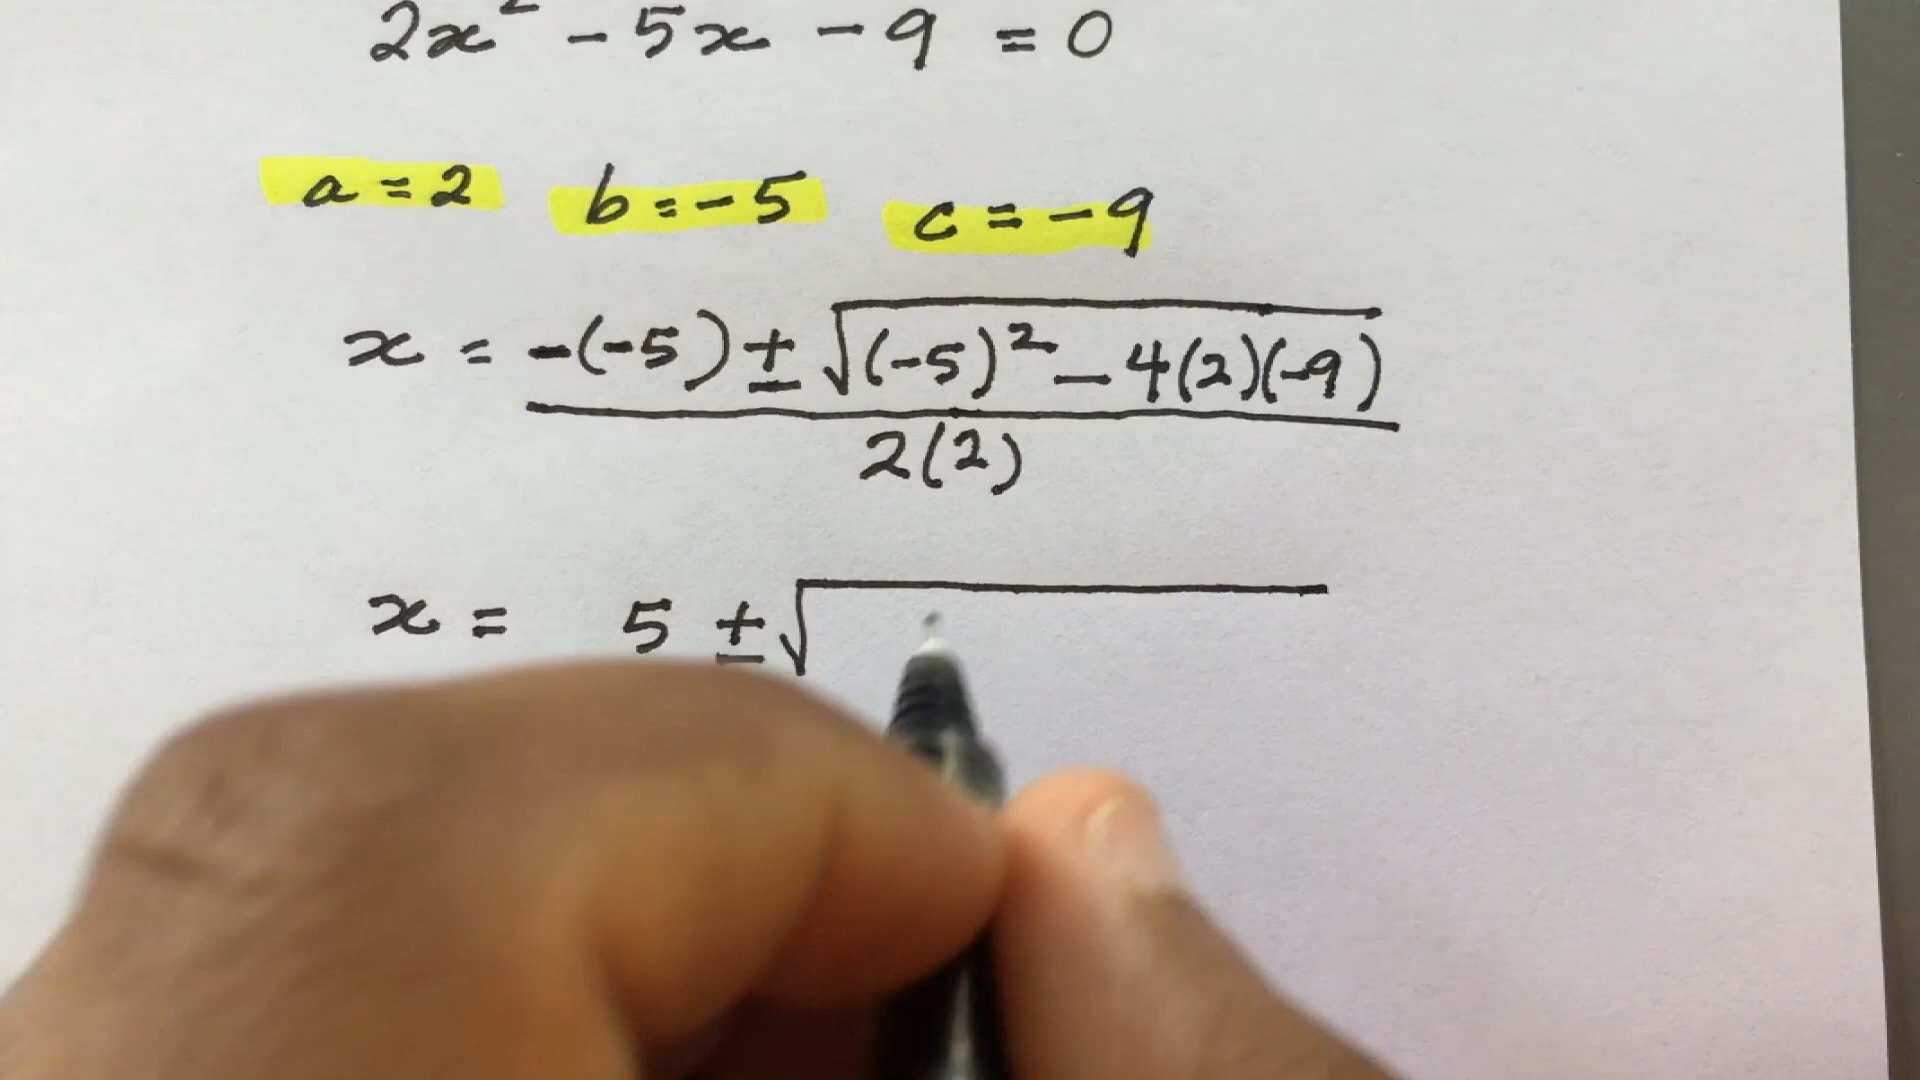 2x² - 5x - 9 = 0
a = 2 b = -5 c = -9
x = -(-5) ± √(-5)² - 4(2)(-9)
2(2)
x = 5 ± √